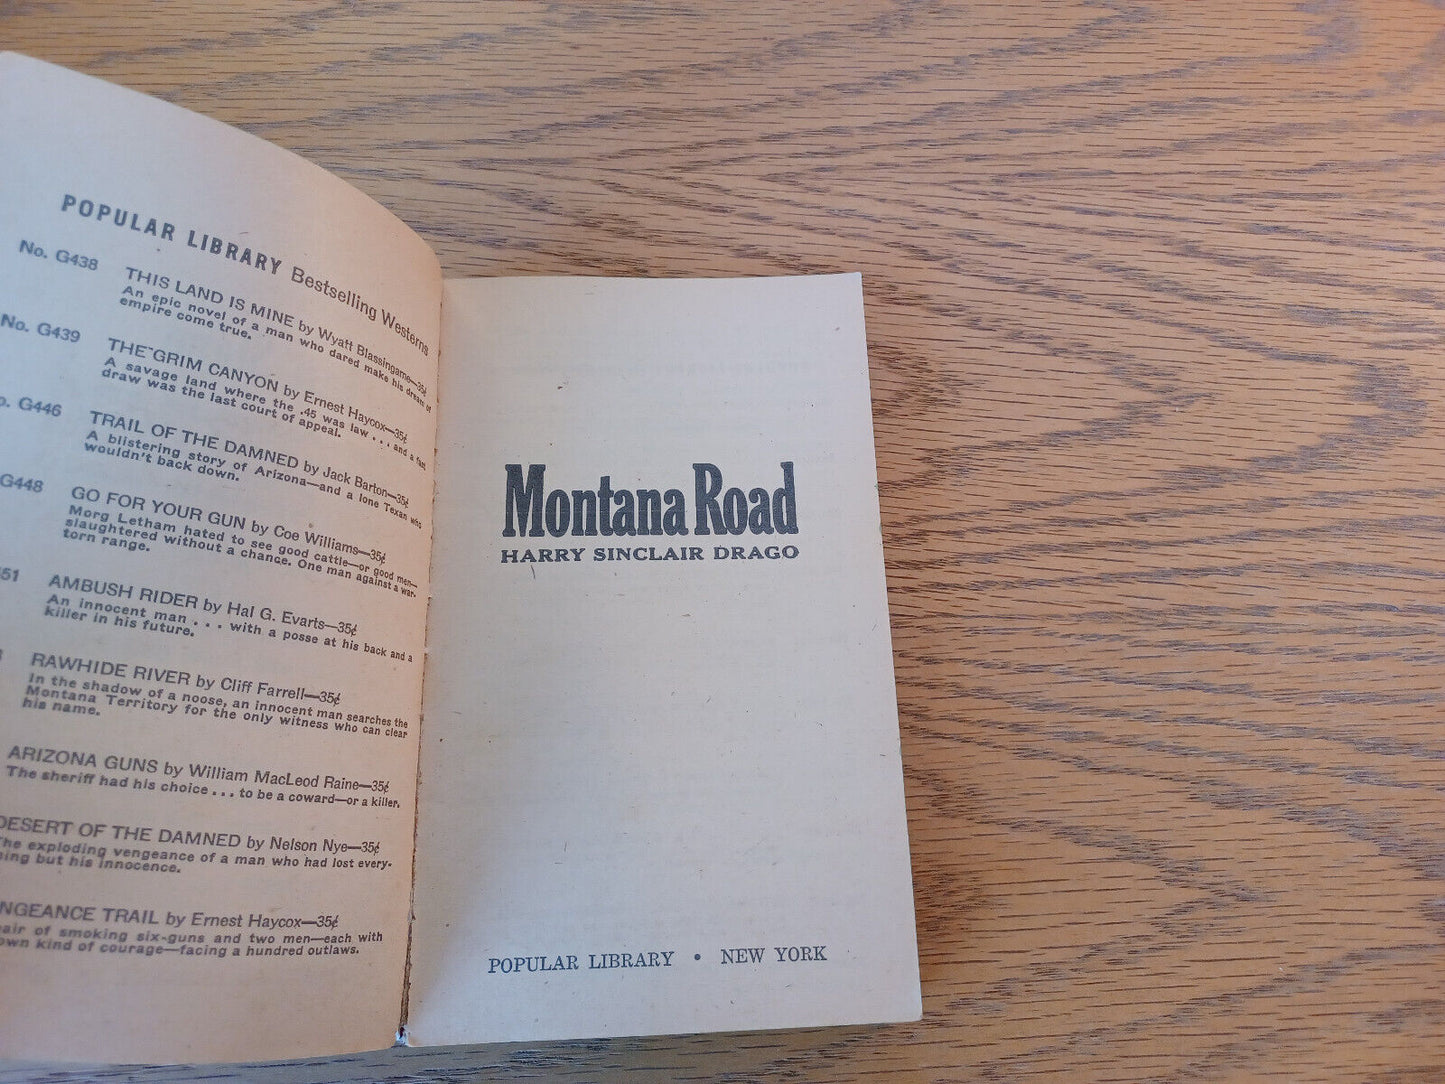 POPULAR LIBRARY Bestselling Westerns
No. G438 THIS LAND IS MINE by Wyatt Blassingame—35¢
An epic novel of a man who dared make his dream of
empire come true.
No. G439 THE GRIM CANYON by Ernest Haycox—35¢
A savage land where the .45 was law . . . and a fast
draw was the last court of appeal.
G446 TRAIL OF THE DAMNED by Jack Barton—35¢
A blistering story of Arizona—and a lone Texan who
wouldn't back down.
G448 GO FOR YOUR GUN by Coe Williams—35¢
Morg Letham hated to see good cattle—or good men—
slaughtered without a chance. One man against a war-
torn range.
51 AMBUSH RIDER by Hal G. Evarts—35¢
An innocent man . . . with a posse at his back and a
killer in his future.
RAWHIDE RIVER by Cliff Farrell—35¢
In the shadow of a noose, an innocent man searches the
Montana Territory for the only witness who can clear
his name.
ARIZONA GUNS by William MacLeod Raine—35¢
The sheriff had his choice . . . to be a coward—or a killer.
DESERT OF THE DAMNED by Nelson Nye—35¢
The exploding vengeance of a man who had lost every-
hing but his innocence.
NGEANCE TRAIL by Ernest Haycox—35¢
air of smoking six-guns and two men—each with
own kind of courage—facing a hundred outlaws.
Montana Road
HARRY SINCLAIR DRAGO
POPULAR LIBRARY • NEW YORK